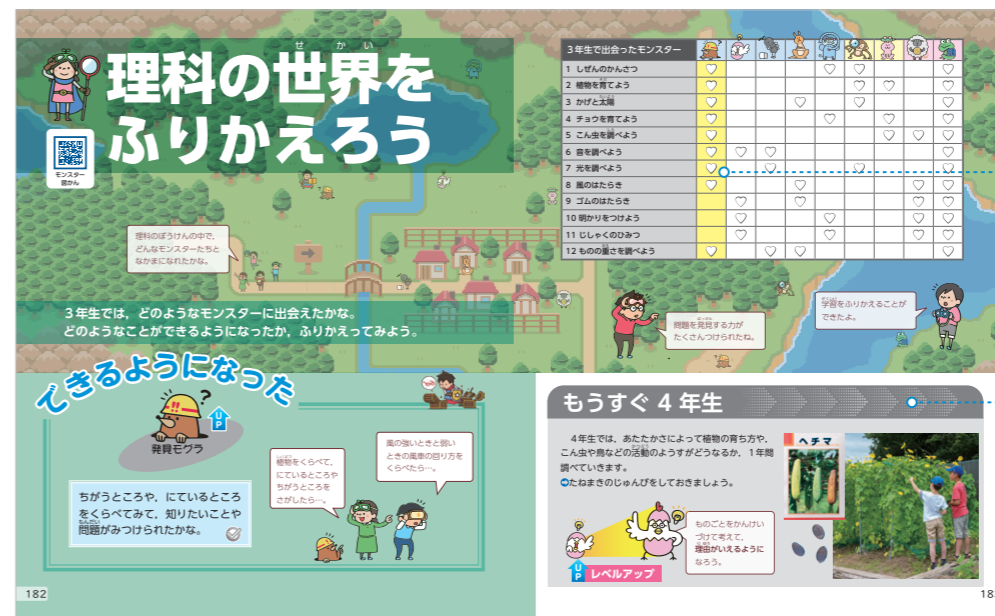 理科の世界を
せかい
ふりかえろう
モンスター
図かん
理科のぼうけんの中で，
どんなモンスターたちと
なかまになれたかな。
３年生では，どのようなモンスターに出会えたかな。
どのようなことができるようになったか，ふりかえってみよう。
３年生で出会ったモンスター
1 しぜんのかんさつ
2 植物を育てよう
3 かげと太陽
4 チョウを育てよう
5 こん虫を調べよう
6 音を調べよう
7 光を調べよう
8 風のはたらき
9 ゴムのはたらき
10 明かりをつけよう
11 じしゃくのひみつ
12 ものの重さを調べよう
問題を発見する力が
たくさんつけられたね。
学習をふりかえることが
できたよ。
できるようになった
?
UP
発見モグラ
ちがうところや，にているところ
をくらべてみて，知りたいことや
問題がみつけられたかな。
植物をくらべて，
にているところや
ちがうところを
さがしたら…。
風の強いときと弱い
ときの風車の回り方を
くらべたら…。
182
もうすぐ 4 年生
４年生では，あたたかさによって植物の育ち方や，
こん虫や鳥などの活動のようすがどうなるか，１年間
調べていきます。
たねまきのじゅんびをしておきましょう。
ヘチマ
ものごとをかんけい
づけて考えて，
理由がいえるように
なろう。
UP
レベルアップ
18